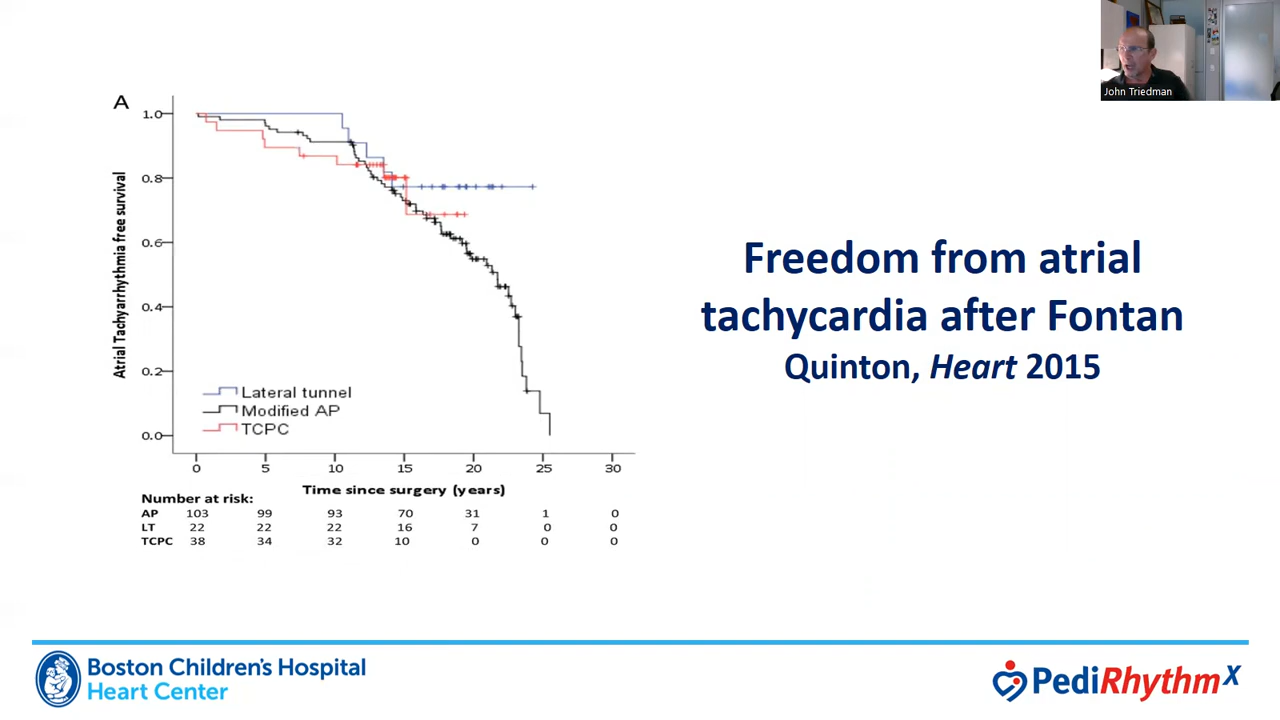 John Triedman
A
1.0
0.8
0.6
0.4
0.2
0.0
Atrial Tachyarrhythmia free survival
Lateral tunnel
Modified AP
TCPC
0 5 10 15 20 25 30
Time since surgery (years)
Number at risk:
AP 103 99 93 70 31 1 0
LT 22 22 22 16 7 0 0
TCPC 38 34 32 10 0 0 0
Freedom from atrial
tachycardia after Fontan
Quinton, Heart 2015
Boston Children's Hospital
Heart Center
PediRhythmX